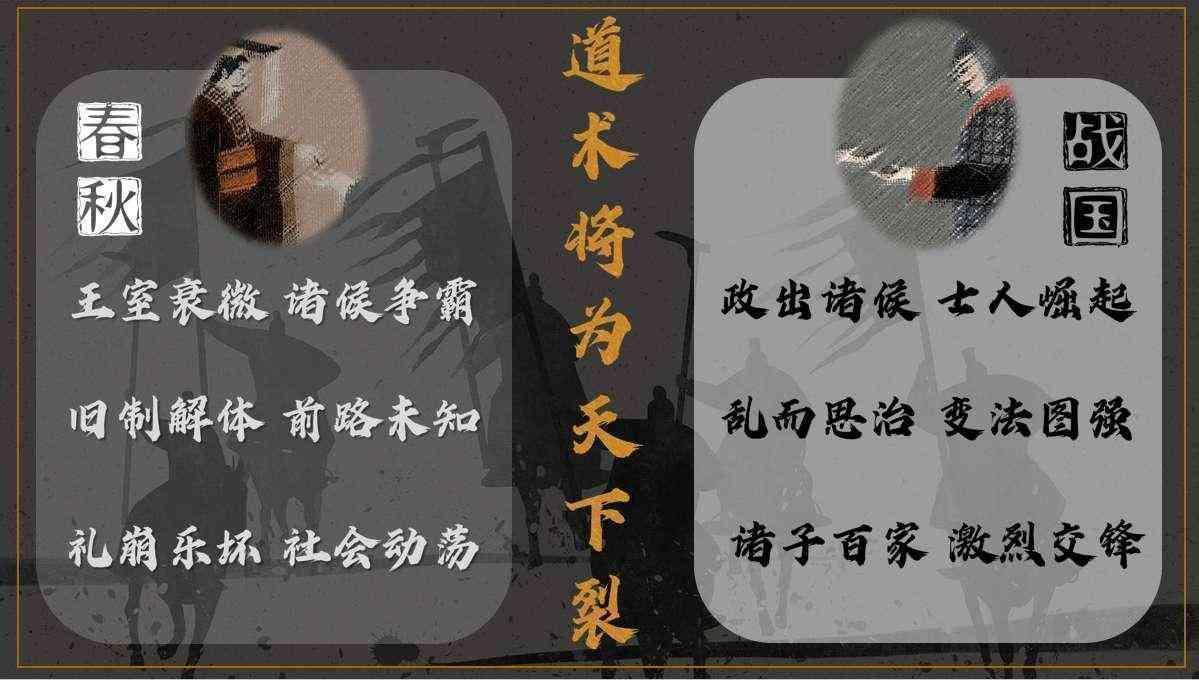 春秋
王室衰微 诸侯争霸
旧制解体 前路未知
礼崩乐坏 社会动荡
道术将为天下裂
战国
政出诸侯 士人崛起
乱而思治 变法图强
诸子百家 激烈交锋